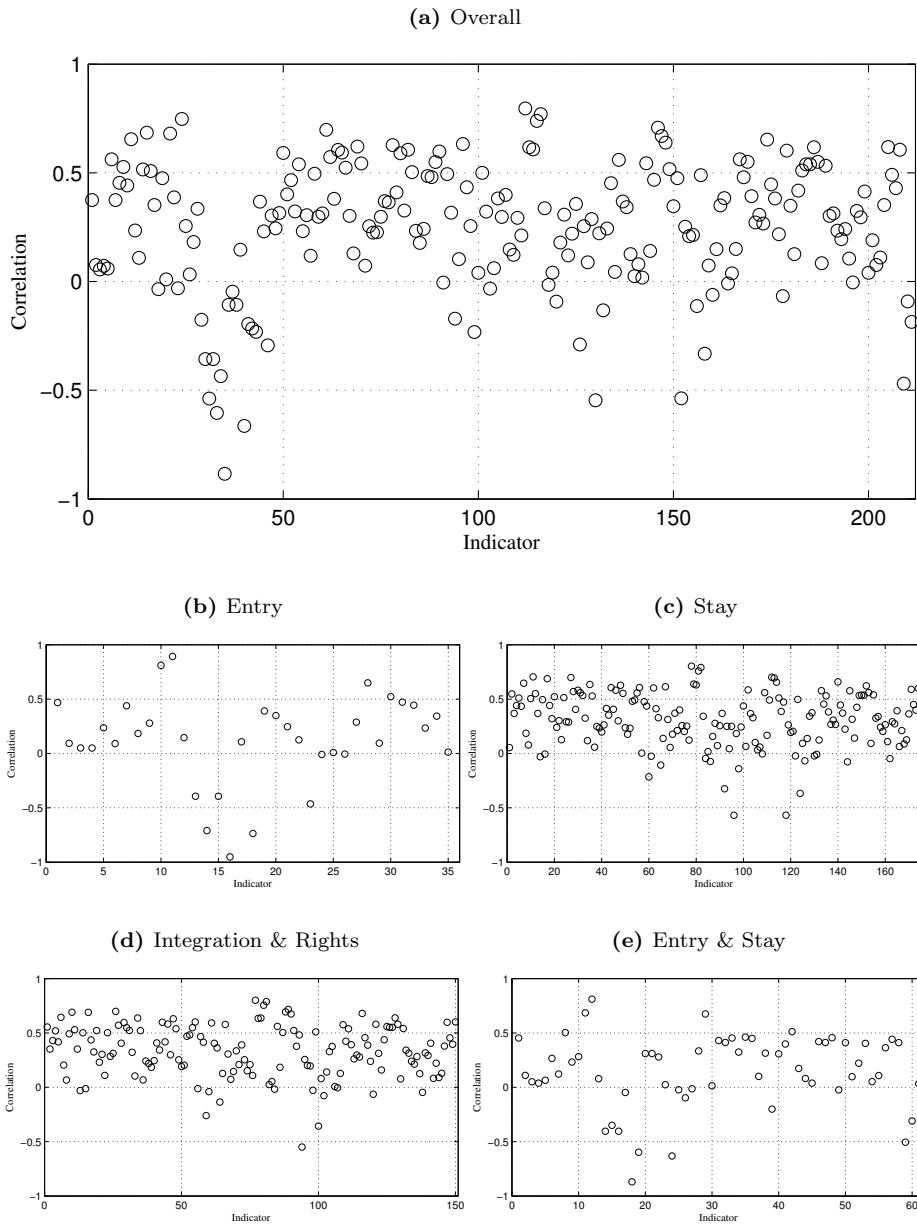 (a) Overall
1
0.5
0
−0.5
−1
Correlation
0 50 100 150 200
Indicator
(b) Entry
1
0.5
0
−0.5
−1
Correlation
0 5 10 15 20 25 30 35
Indicator
(c) Stay
1
0.5
0
−0.5
−1
Correlation
0 20 40 60 80 100 120 140 160
Indicator
(d) Integration & Rights
1
0.5
0
−0.5
−1
Correlation
0 50 100 150
Indicator
(e) Entry & Stay
1
0.5
0
−0.5
−1
Correlation
0 10 20 30 40 50 60
Indicator